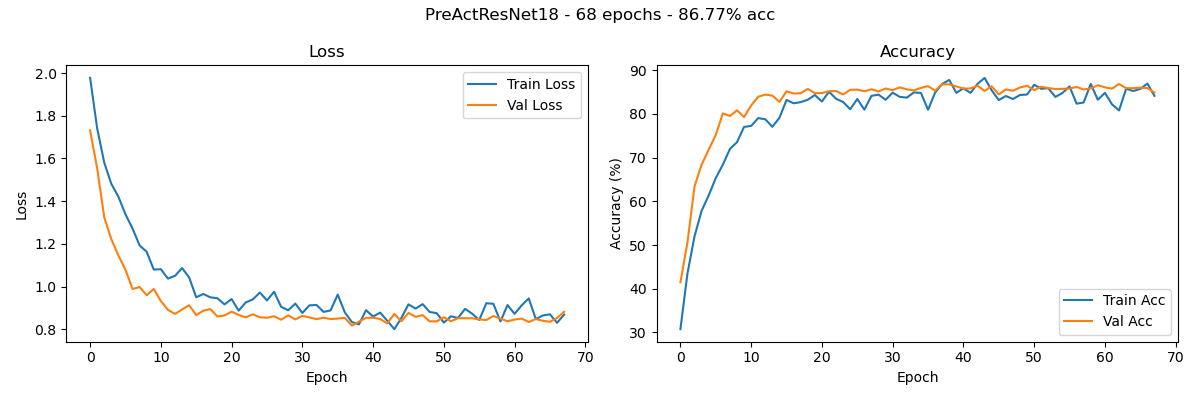 PreActResNet18 - 68 epochs - 86.77% acc
Loss
Train Loss
Val Loss
2.0
1.8
1.6
1.4
1.2
1.0
0.8
Loss
0 10 20 30 40 50 60 70
Epoch
Accuracy
90
80
70
60
50
40
30
Accuracy (%)
Train Acc
Val Acc
0 10 20 30 40 50 60 70
Epoch